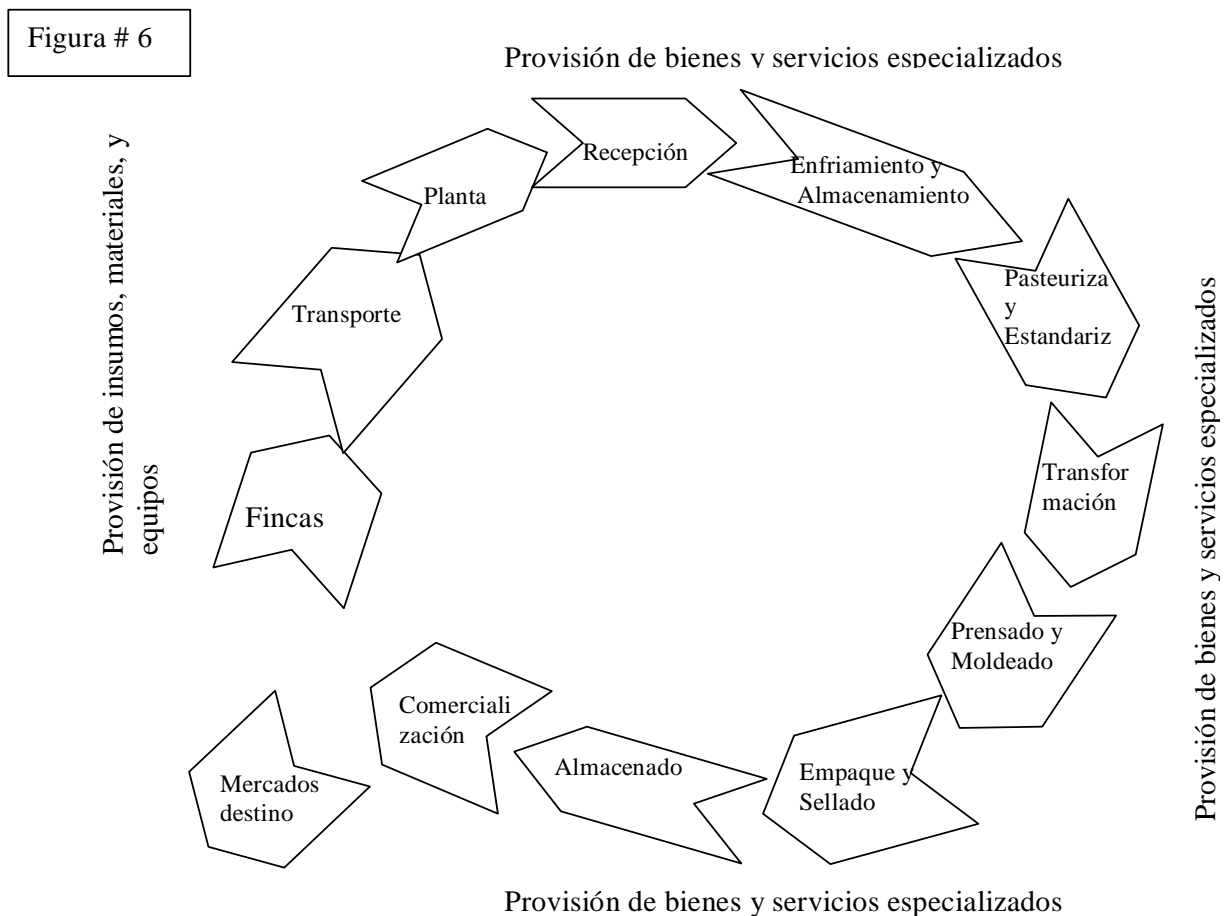 Figura # 6
Provisión de bienes y servicios especializados
Provisión de insumos, materiales, y
equipos
Fincas
Transporte
Planta
Recepción
Enfriamiento y
Almacenamiento
Pasteuriza
y
Estandariz
Transfor
mación
Prensado y
Moldeado
Empaque y
Sellado
Almacenado
Comerciali
zación
Mercados
destino
Provisión de bienes y servicios especializados
Provisión de bienes y servicios especializados